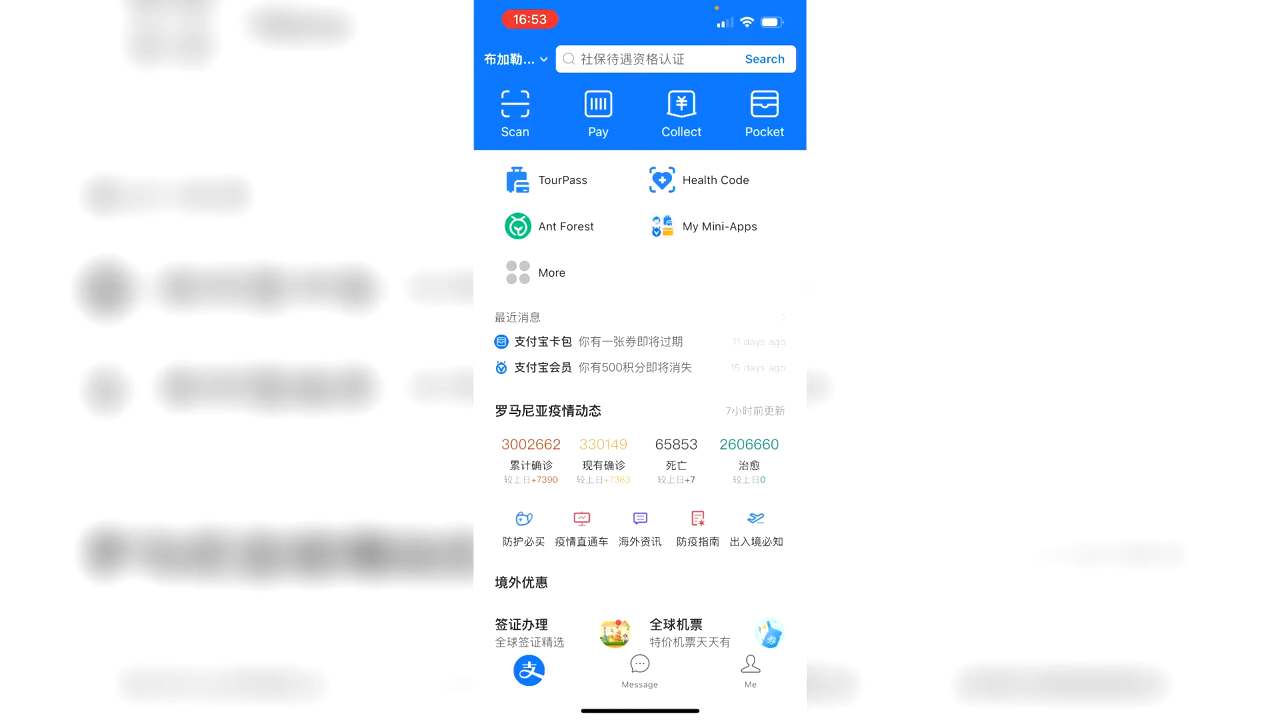 16:53
布加勒... 社保待遇资格认证 Search
Scan Pay Collect Pocket
TourPass Health Code
Ant Forest My Mini-Apps
More
最近消息
支付宝卡包 你有一张券即将过期 11 days ago
支付宝会员 你有500积分即将消失 15 days ago
罗马尼亚疫情动态 7小时前更新
3002662 330149 65853 2606660
累计确诊 现有确诊 死亡 治愈
较上日+7390 较上日+7383 较上日+7 较上日0
防护必买 疫情直通车 海外资讯 防疫指南 出入境必知
境外优惠
签证办理 全球机票
全球签证精选 特价机票天天有
支 Message Me